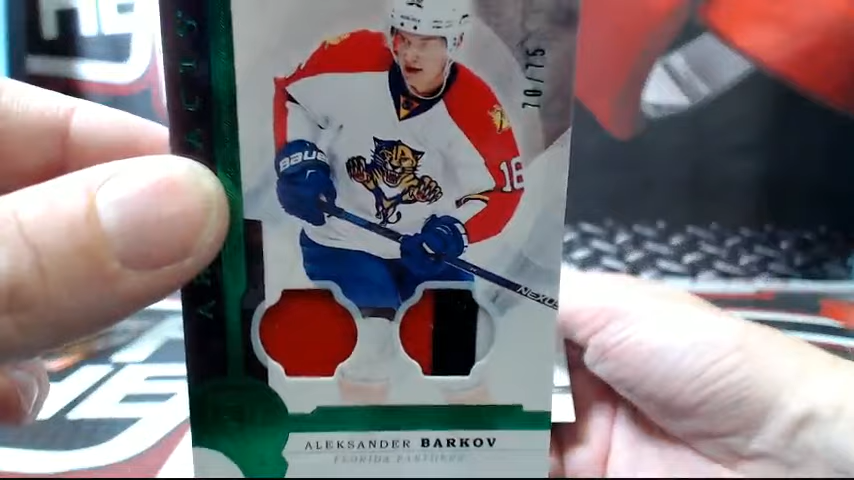 70/75
BAUER
16
NEXUS
ALEKSANDER BARKOV
FLORIDA PANTHERS